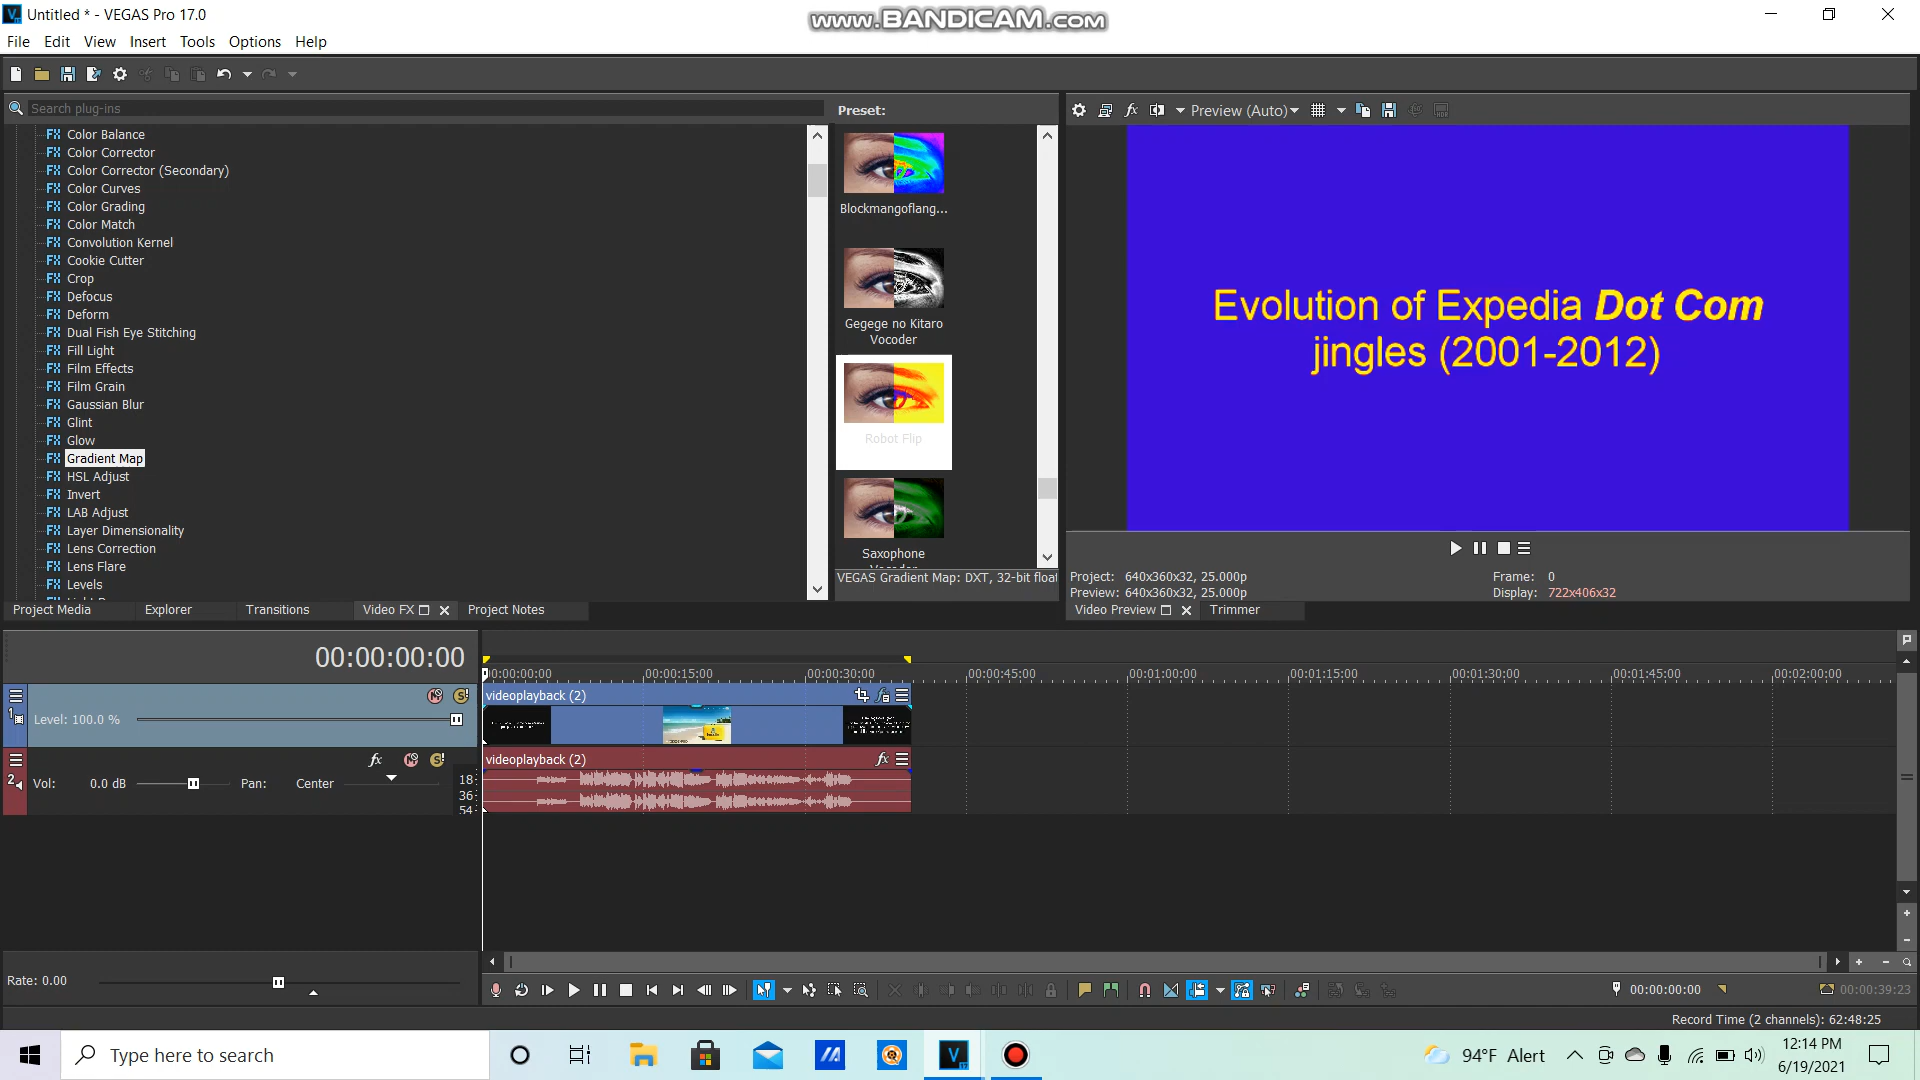 Untitled * - VEGAS Pro 17.0
www.BANDICAM.com
File Edit View Insert Tools Options Help
Search plug-ins
Preset:
Preview (Auto)
Color Balance
Color Corrector
Color Corrector (Secondary)
Color Curves
Color Grading
Color Match
Convolution Kernel
Cookie Cutter
Crop
Defocus
Deform
Dual Fish Eye Stitching
Fill Light
Film Effects
Film Grain
Gaussian Blur
Glint
Glow
Gradient Map
HSL Adjust
Invert
LAB Adjust
Layer Dimensionality
Lens Correction
Lens Flare
Levels
Blockmangoflang...
Gegege no Kitaro
Vocoder
Robot Flip
Saxophone
VEGAS Gradient Map: DXT, 32-bit float
Evolution of Expedia Dot Com
jingles (2001-2012)
Project: 640x360x32, 25.000p
Frame: 0
Preview: 640x360x32, 25.000p
Display: 722x406x32
Project Media Explorer Transitions Video FX Project Notes
Video Preview Trimmer
00:00:00:00
00:00:00:00 00:00:15:00 00:00:30:00 00:00:45:00 00:01:00:00 00:01:15:00 00:01:30:00 00:01:45:00 00:02:00:00
1
Level: 100.0 %
videoplayback (2)
2
Vol: 0.0 dB Pan: Center
18
36
54
videoplayback (2)
Rate: 0.00
00:00:00:00
00:00:39:23
Record Time (2 channels): 62:48:25
Type here to search
94°F Alert
12:14 PM
6/19/2021